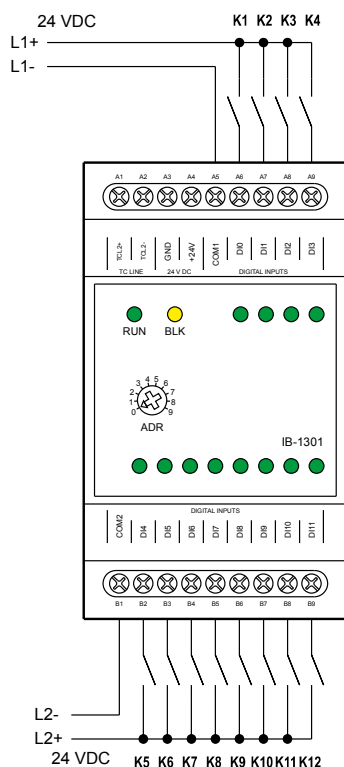 24 VDC K1 K2 K3 K4
L1+
L1-
A1 A2 A3 A4 A5 A6 A7 A8 A9
TCL2+ TCL2- GND +24V COM1 DI0 DI1 DI2 DI3
TC LINE 24 V DC DIGITAL INPUTS
RUN BLK
0 1 2 3 4 5 6 7 8 9
ADR
IB-1301
DIGITAL INPUTS
COM2 DI4 DI5 DI6 DI7 DI8 DI9 DI10 DI11
B1 B2 B3 B4 B5 B6 B7 B8 B9
L2-
L2+
24 VDC K5 K6 K7 K8 K9 K10 K11 K12